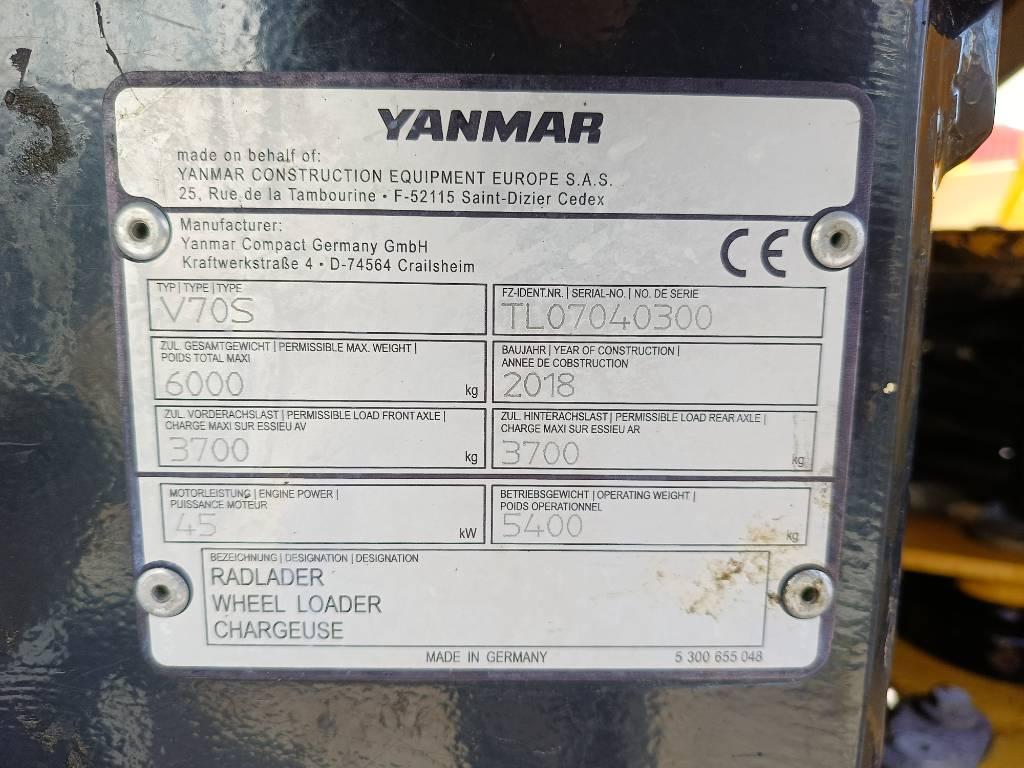 YANMAR
made on behalf of:
YANMAR CONSTRUCTION EQUIPMENT EUROPE S.A.S.
25, Rue de la Tambourine • F-52115 Saint-Dizier Cedex
Manufacturer:
Yanmar Compact Germany GmbH
Kraftwerkstraße 4 • D-74564 Crailsheim
CE
TYP | TYPE | TYPE
V70S
FZ-IDENT.NR. | SERIAL-NO. | NO. DE SERIE
TL07040300
ZUL. GESAMTGEWICHT | PERMISSIBLE MAX. WEIGHT |
POIDS TOTAL MAXI
6000 kg
BAUJAHR | YEAR OF CONSTRUCTION |
ANNEE DE COBSTRUCTION
2018
ZUL. VORDERACHSLAST | PERMISSIBLE LOAD FRONT AXLE |
CHARGE MAXI SUR ESSIEU AV
3700 kg
ZUL. HINTERACHSLAST | PERMISSIBLE LOAD REAR AXLE |
CHARGE MAXI SUR ESSIEU AR
3700 kg
MOTORLEISTUNG | ENGINE POWER |
PUISSANCE MOTEUR
45 kW
BETRIEBSGEWICHT | OPERATING WEIGHT |
POIDS OPERATIONNEL
5400 kg
BEZEICHNUNG | DESIGNATION | DESIGNATION
RADLADER
WHEEL LOADER
CHARGEUSE
MADE IN GERMANY
5 300 655 048